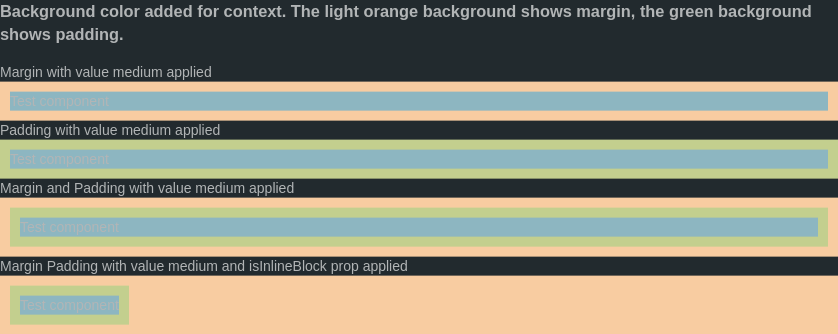 Background color added for context. The light orange background shows margin, the green background
shows padding.
Margin with value medium applied
Test component
Padding with value medium applied
Test component
Margin and Padding with value medium applied
Test component
Margin Padding with value medium and isInlineBlock prop applied
Test component